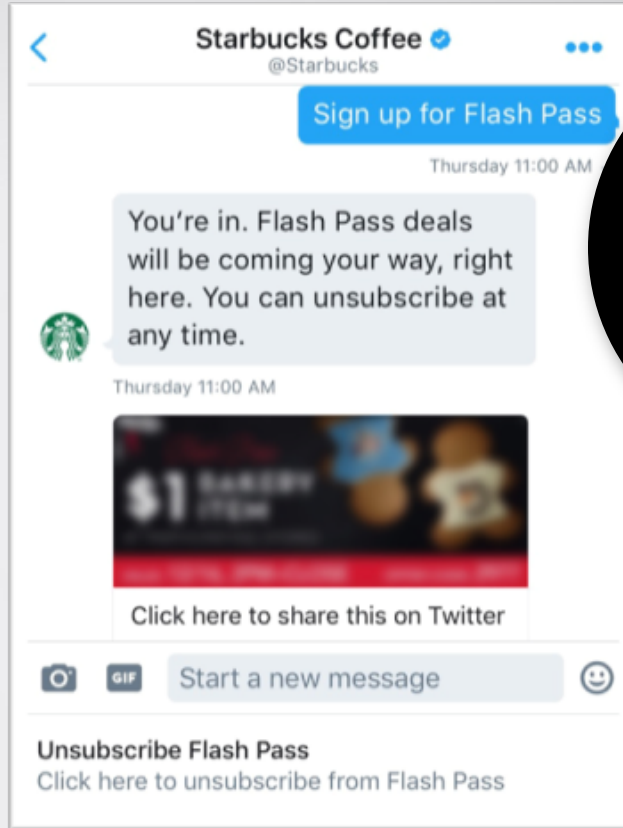 Starbucks Coffee
@Starbucks
Sign up for Flash Pass
Thursday 11:00 AM
You're in. Flash Pass deals
will be coming your way, right
here. You can unsubscribe at
any time.
Thursday 11:00 AM
$1 BAKERY
ITEM
Click here to share this on Twitter
GIF
Start a new message
Unsubscribe Flash Pass
Click here to unsubscribe from Flash Pass